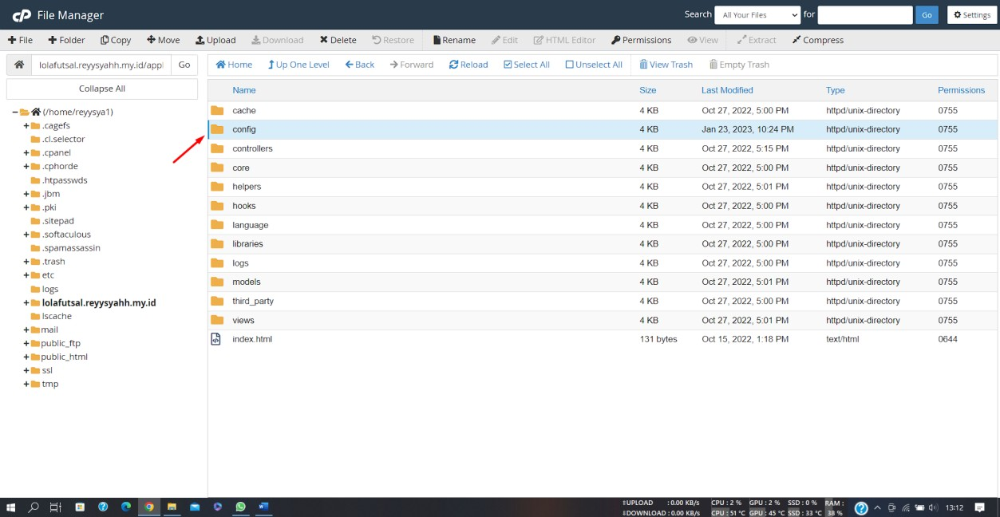 cP File Manager
Search All Your Files for Go Settings
File Folder Copy Move Upload Download Delete Restore Rename Edit HTML Editor Permissions View Extract Compress
lolafutsal.reyysyahh.my.id/appl Go
Home Up One Level Back Forward Reload Select All Unselect All View Trash Empty Trash
Collapse All
(/home/reyysya1)
.cagefs
.cl.selector
.cpanel
.cphorde
.htpasswds
.jbm
.pki
.sitepad
.softaculous
.spamassassin
.trash
etc
logs
lolafutsal.reyysyahh.my.id
lscache
mail
public_ftp
public_html
ssl
tmp
Name Size Last Modified Type Permissions
cache 4 KB Oct 27, 2022, 5:00 PM httpd/unix-directory 0755
config 4 KB Jan 23, 2023, 10:24 PM httpd/unix-directory 0755
controllers 4 KB Oct 27, 2022, 5:15 PM httpd/unix-directory 0755
core 4 KB Oct 27, 2022, 5:00 PM httpd/unix-directory 0755
helpers 4 KB Oct 27, 2022, 5:01 PM httpd/unix-directory 0755
hooks 4 KB Oct 27, 2022, 5:00 PM httpd/unix-directory 0755
language 4 KB Oct 27, 2022, 5:00 PM httpd/unix-directory 0755
libraries 4 KB Oct 27, 2022, 5:00 PM httpd/unix-directory 0755
logs 4 KB Oct 27, 2022, 5:00 PM httpd/unix-directory 0755
models 4 KB Oct 27, 2022, 5:01 PM httpd/unix-directory 0755
third_party 4 KB Oct 27, 2022, 5:00 PM httpd/unix-directory 0755
views 4 KB Oct 27, 2022, 5:01 PM httpd/unix-directory 0755
index.html 131 bytes Oct 15, 2022, 1:18 PM text/html 0644
UPLOAD : 0.00 KB/s CPU : 2 % GPU : 2 % SSD : 0 % RAM :
DOWNLOAD : 0.00 KB/s CPU : 51 °C GPU : 45 °C SSD : 33 °C 38 %
13:12